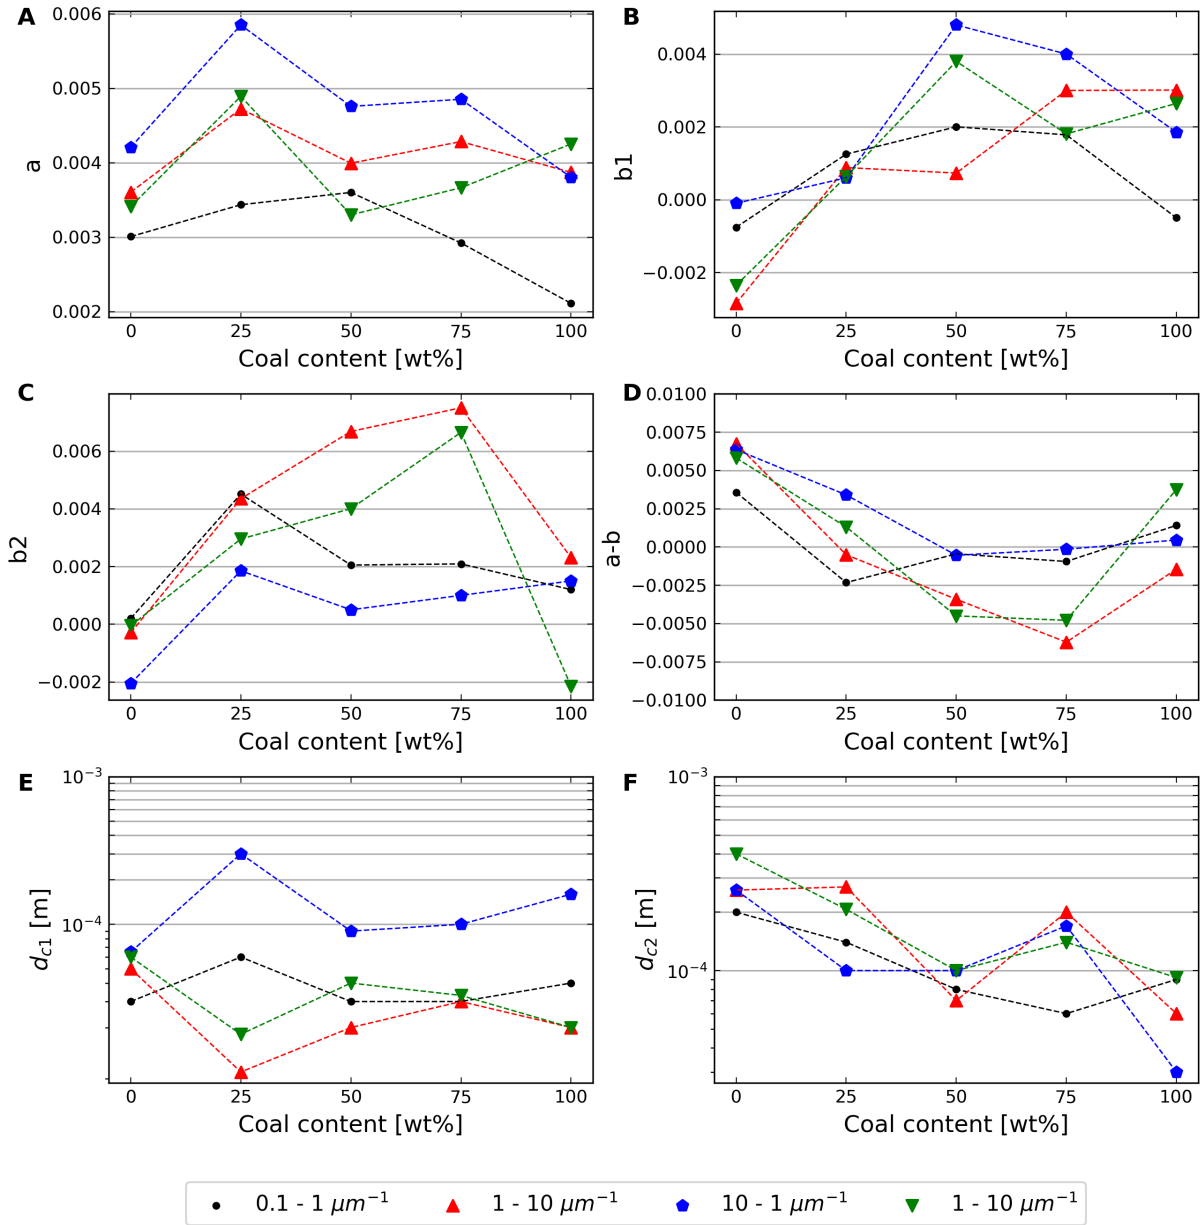 A
0.006
0.005
0.004
0.003
0.002
a
0 25 50 75 100
Coal content [wt%]
B
0.004
0.002
0.000
−0.002
b1
0 25 50 75 100
Coal content [wt%]
C
0.006
0.004
0.002
0.000
−0.002
b2
0 25 50 75 100
Coal content [wt%]
D
0.0100
0.0075
0.0050
0.0025
0.0000
−0.0025
−0.0050
−0.0075
−0.0100
a-b
0 25 50 75 100
Coal content [wt%]
E
10⁻³
10⁻⁴
d_c1 [m]
0 25 50 75 100
Coal content [wt%]
F
10⁻³
10⁻⁴
d_c2 [m]
0 25 50 75 100
Coal content [wt%]
0.1 - 1 μm⁻¹ 1 - 10 μm⁻¹ 10 - 1 μm⁻¹ 1 - 10 μm⁻¹